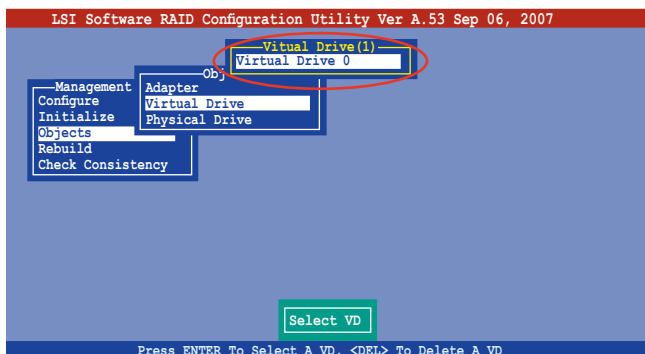 LSI Software RAID Configuration Utility Ver A.53 Sep 06, 2007
Vitual Drive(1)
Virtual Drive 0
Obj
Adapter
Virtual Drive
Physical Drive
Management
Configure
Initialize
Objects
Rebuild
Check Consistency
Select VD
Press ENTER To Select A VD, <DEL> To Delete A VD